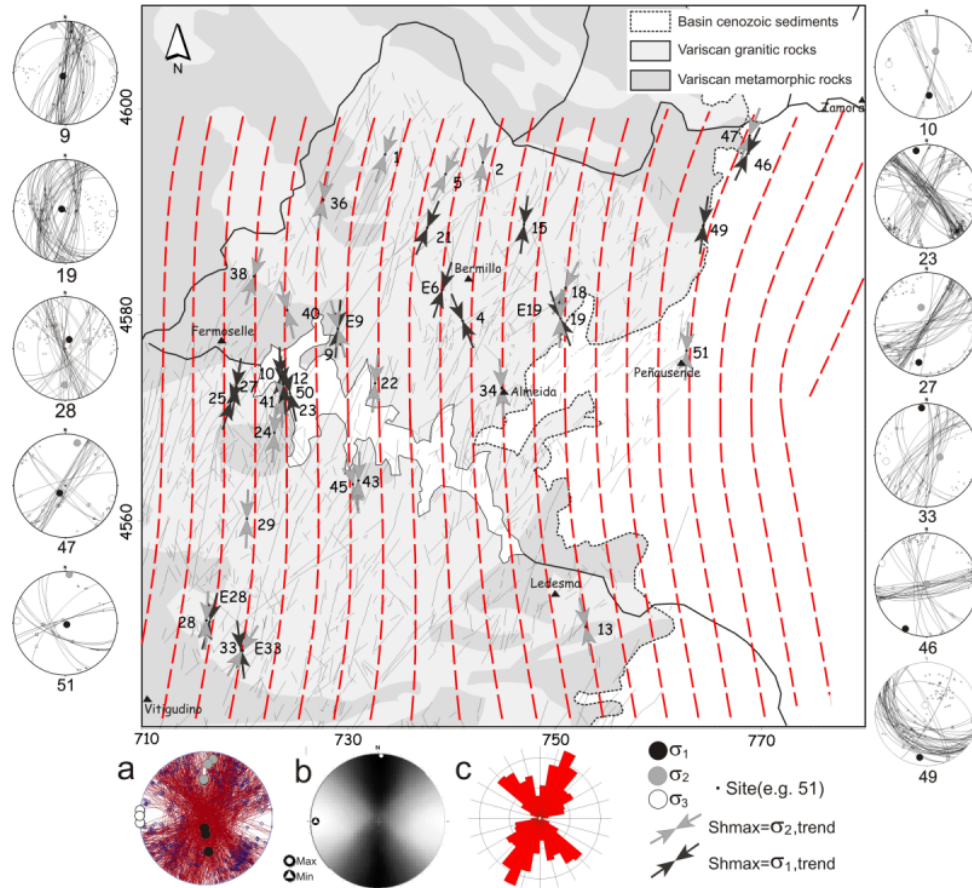 Basin cenozoic sediments
Variscan granitic rocks
Variscan metamorphic rocks
N
4600
4580
4560
710
730
750
770
Zamora
47
46
1
5
2
36
21
15
49
38
Bermillo
E6
18
40
E9
E19
19
4
Fermoselle
9
51
Peñausende
10
12
27
22
50
25
41
23
34
Almeida
24
45
43
29
Ledesma
E28
28
13
33
E33
Vitigudino
9
19
28
47
51
10
23
27
33
46
49
a
b
N
c
Max
Min
σ1
σ2
σ3
Site(e.g. 51)
Shmax=σ2,trend
Shmax=σ1,trend